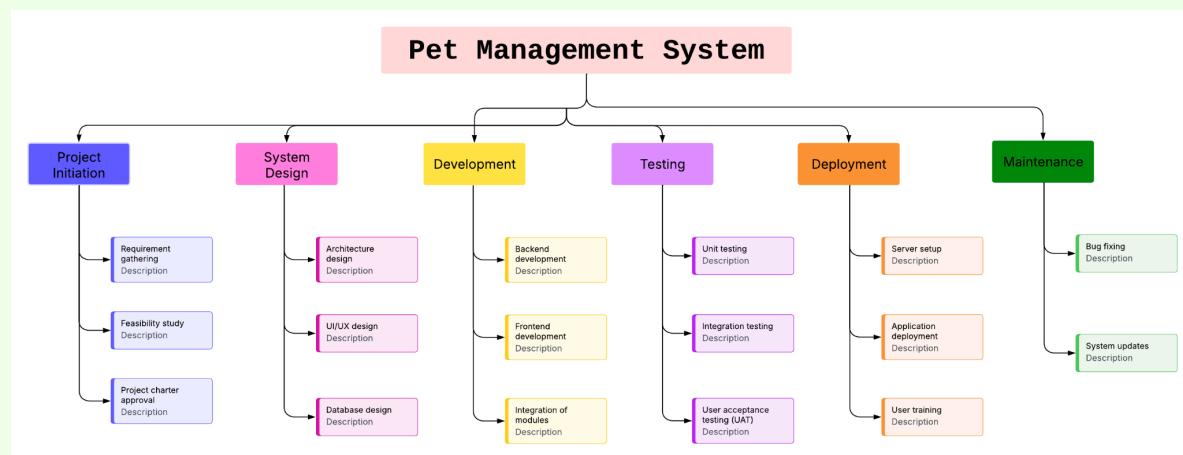 Pet Management System
Project
Initiation
System
Design
Development
Testing
Deployment
Maintenance
Requirement
gathering
Description
Feasibility study
Description
Project charter
approval
Description
Architecture
design
Description
UI/UX design
Description
Database design
Description
Backend
development
Description
Frontend
development
Description
Integration of
modules
Description
Unit testing
Description
Integration testing
Description
User acceptance
testing (UAT)
Description
Server setup
Description
Application
deployment
Description
User training
Description
Bug fixing
Description
System updates
Description